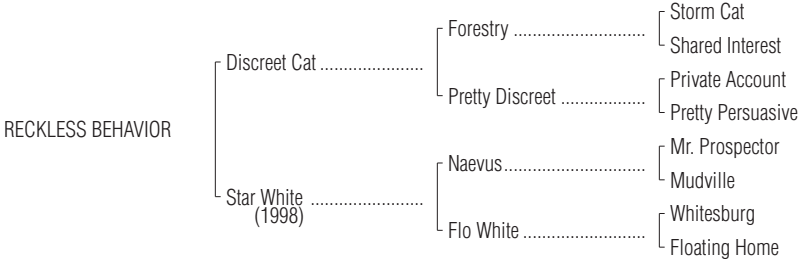 Storm Cat
Forestry ............................
Shared Interest
Discreet Cat ......................
Private Account
Pretty Discreet ..................
Pretty Persuasive
RECKLESS BEHAVIOR
Mr. Prospector
Naevus..............................
Mudville
Star White ........................
(1998)
Whitesburg
Flo White ..........................
Floating Home